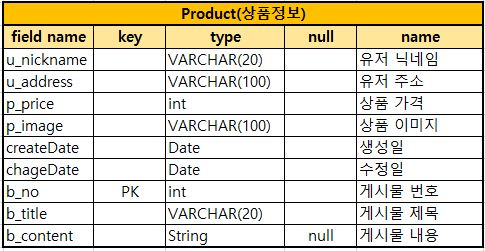 Product(상품정보)
field name key type null name
u_nickname VARCHAR(20) 유저 닉네임
u_address VARCHAR(100) 유저 주소
p_price int 상품 가격
p_image VARCHAR(100) 상품 이미지
createDate Date 생성일
chageDate Date 수정일
b_no PK int 게시물 번호
b_title VARCHAR(20) 게시물 제목
b_content String null 게시물 내용